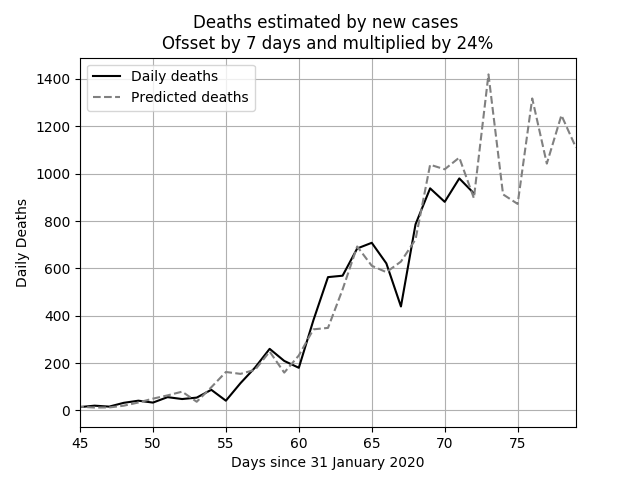 Deaths estimated by new cases
Ofsset by 7 days and multiplied by 24%
Daily deaths
Predicted deaths
1400
1200
1000
800
600
400
200
0
Daily Deaths
45 50 55 60 65 70 75
Days since 31 January 2020